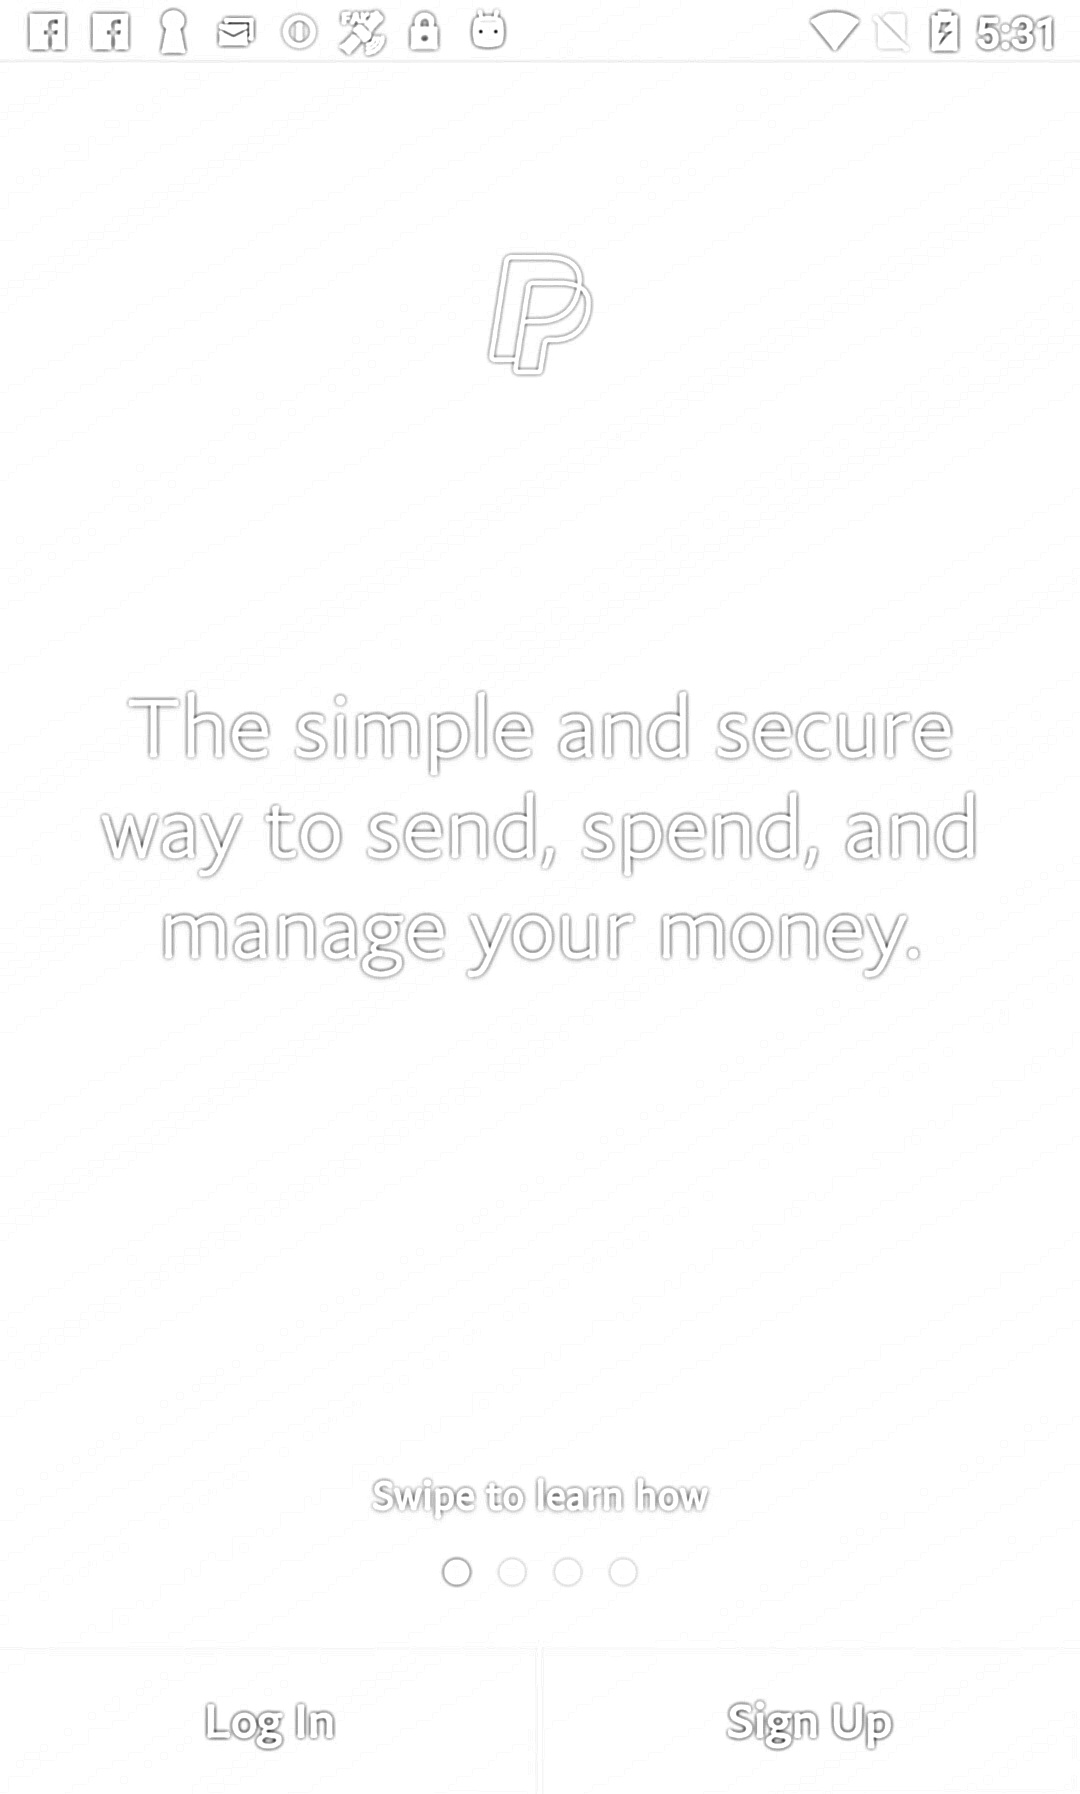 FAKE 5:31
The simple and secure
way to send, spend, and
manage your money.
Swipe to learn how
Log In Sign Up